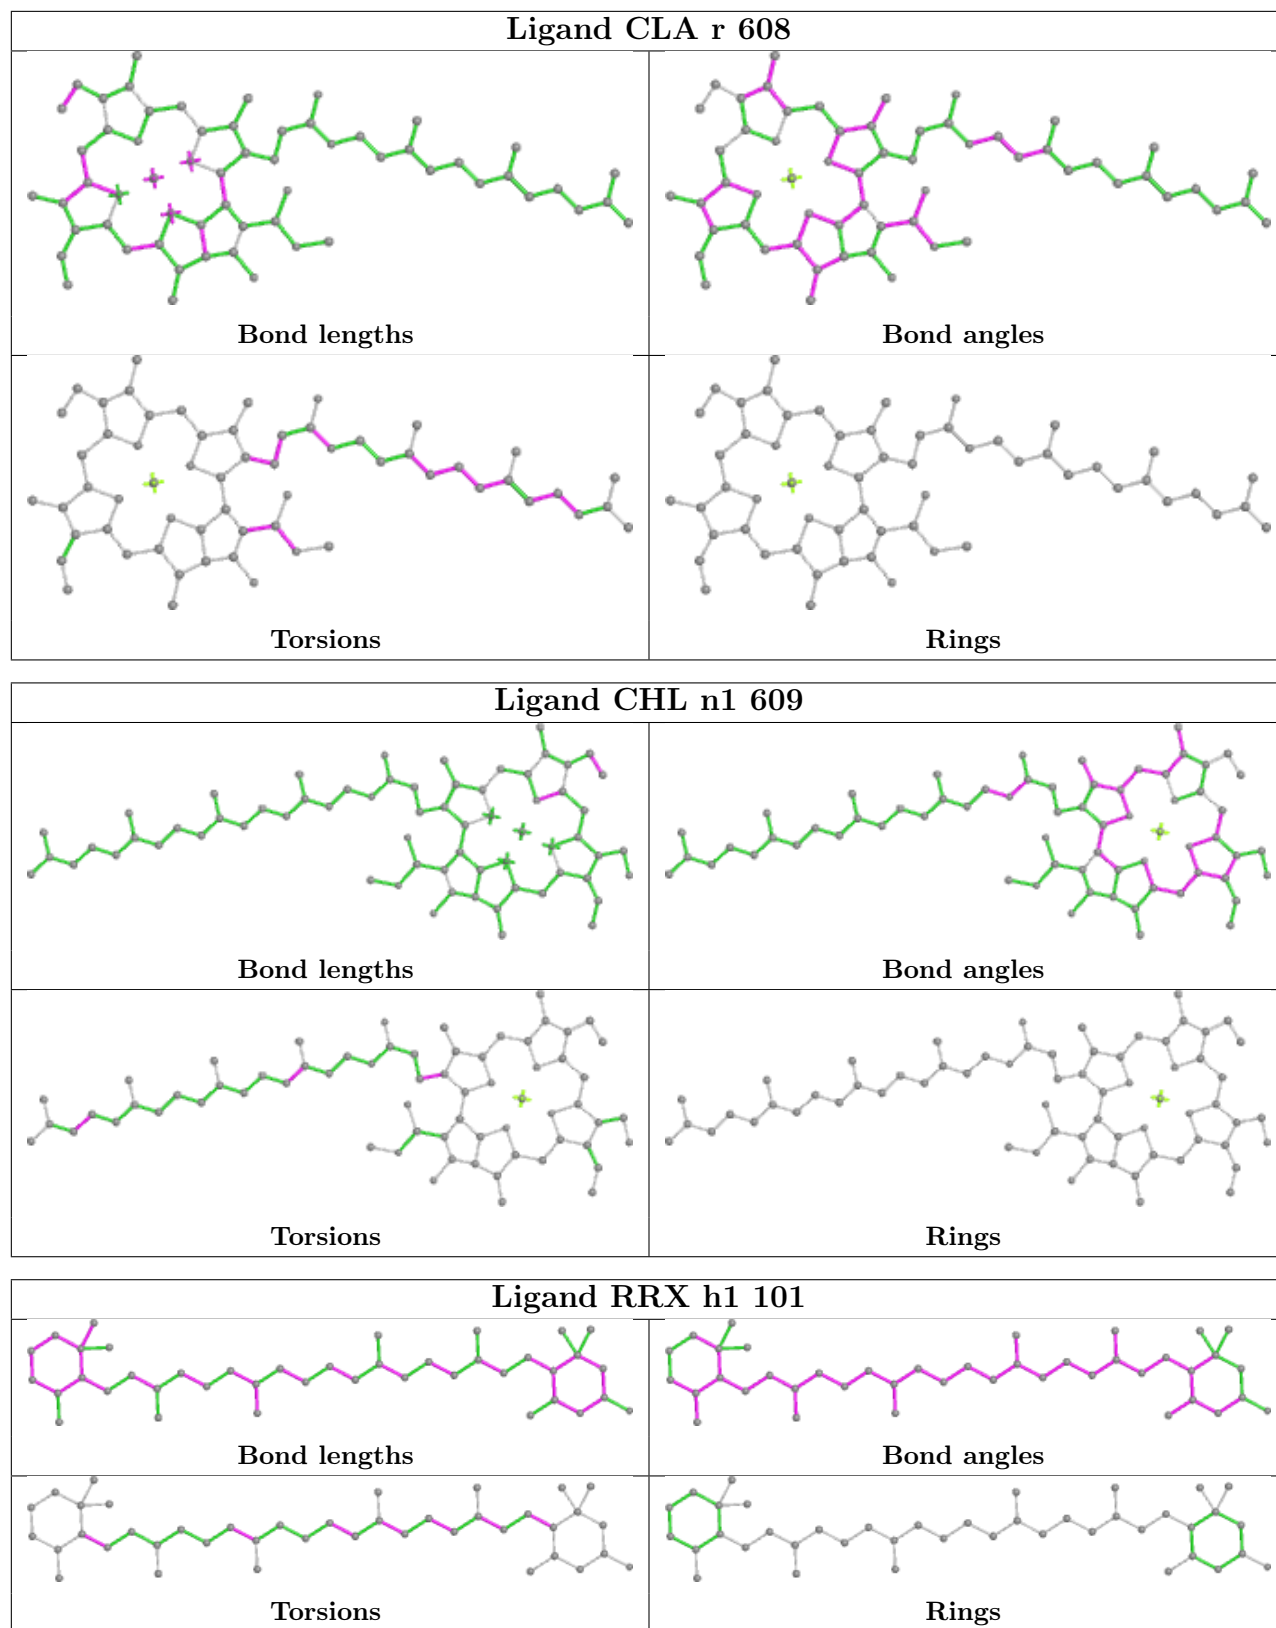 Ligand CLA r 608
Bond lengths
Bond angles
Torsions
Rings
Ligand CHL n1 609
Bond lengths
Bond angles
Torsions
Rings
Ligand RRX h1 101
Bond lengths
Bond angles
Torsions
Rings